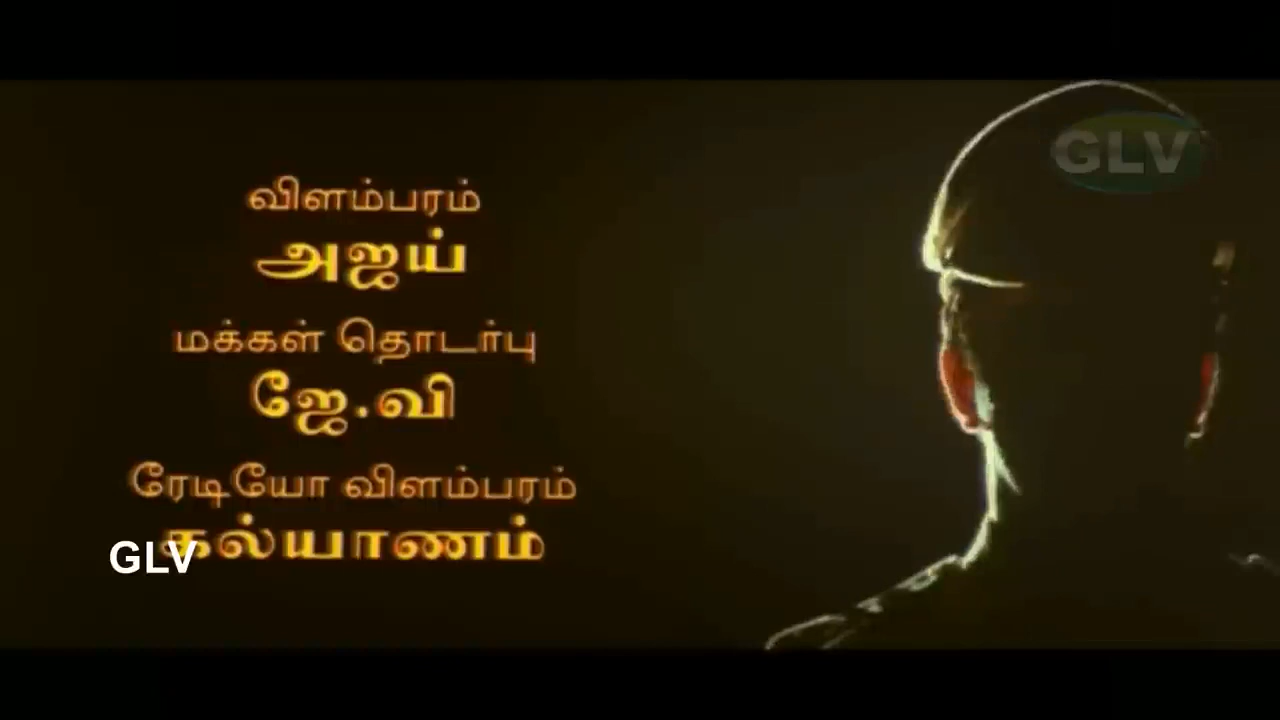 GLV
விளம்பரம்
அஜய்
மக்கள் தொடர்பு
ஜே.வி
ரேடியோ விளம்பரம்
கல்யாணம்
GLV